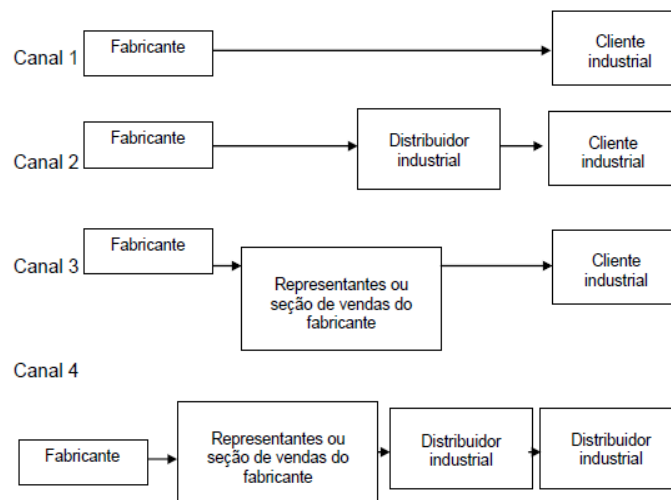 Canal 1
Fabricante
Cliente
industrial
Canal 2
Fabricante
Distribuidor
industrial
Cliente
industrial
Canal 3
Fabricante
Representantes ou
seção de vendas do
fabricante
Cliente
industrial
Canal 4
Fabricante
Representantes ou
seção de vendas do
fabricante
Distribuidor
industrial
Distribuidor
industrial